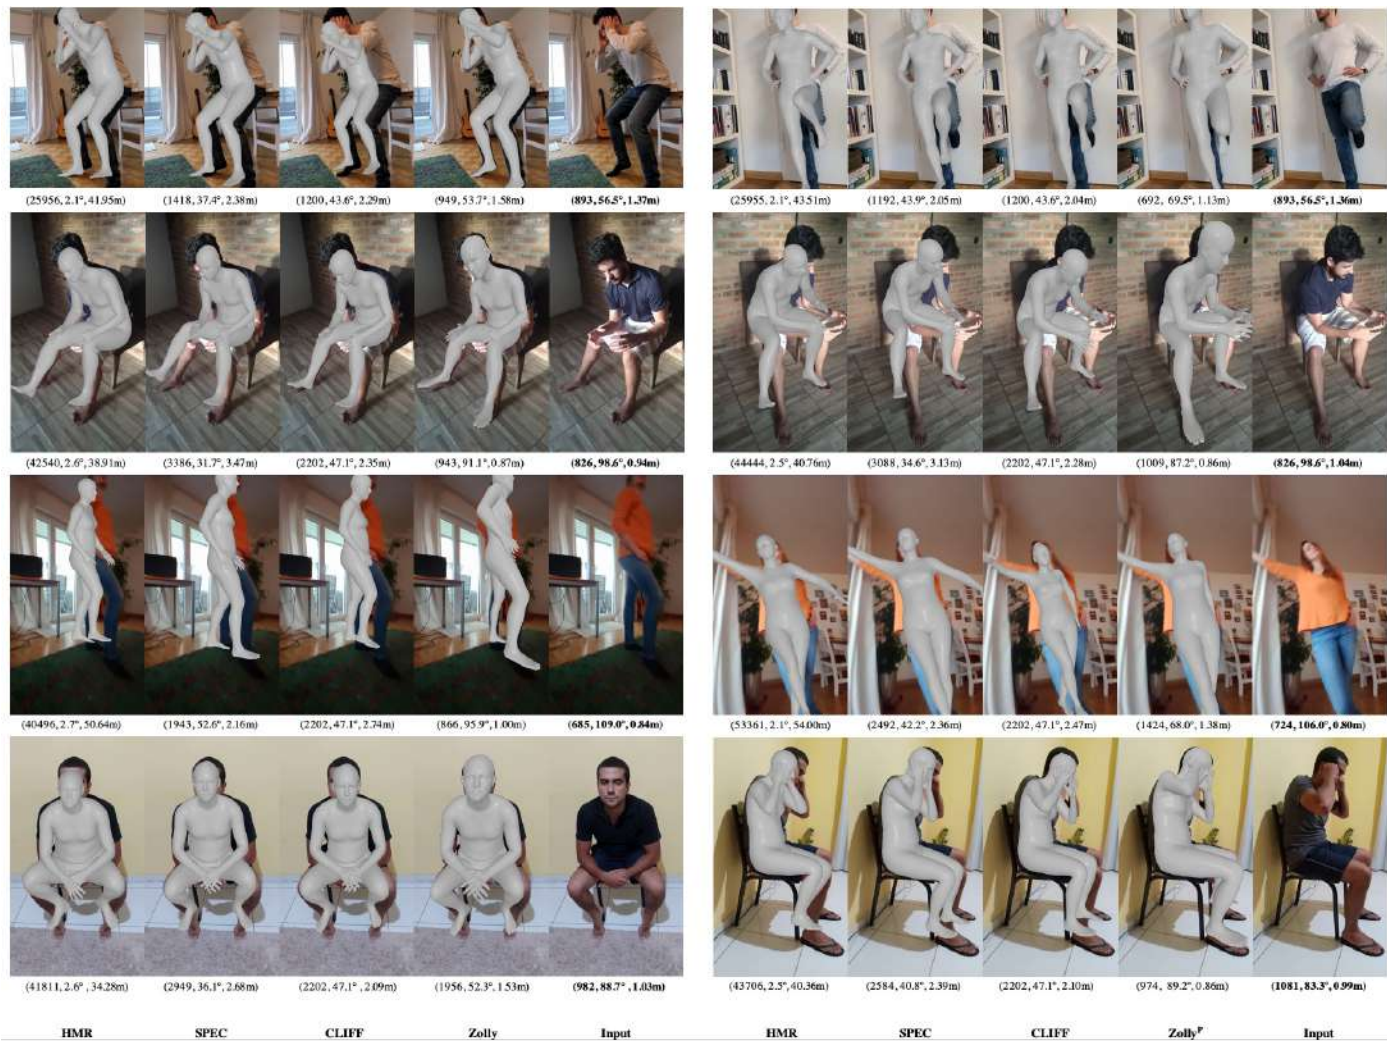 (25956, 2.1°, 41.95m) (1418, 37.4° 2.38m) (1200, 43.6° 2.29m) (949, 53.7°, 1.58m) (893, 56.5°, 1.37m)
(25955, 2.1°, 43.51m) (1192, 43.9° 2.05m) (1200, 43.6° 2.04m) (692, 69.5°, 1.13m) (893, 56.5°, 1.36m)
(42540, 2.6°, 38.91m) (3386, 31.7°, 3.47m) (2202, 47.1°, 2.35m) (943, 91.1°, 0.87m) (826, 98.6°, 0.94m)
(44444, 2.5°, 40.76m) (3088, 34.6°, 3.13m) (2202, 47.1°, 2.28m) (1009, 87.2°, 0.86m) (826, 98.6°, 1.04m)
(40496, 2.7°, 50.64m) (1943, 52.6°, 2.16m) (2202, 47.1°, 2.74m) (866, 95.9°, 1.00m) (685, 109.0°, 0.84m)
(53361, 2.1°, 54.00m) (2492, 42.2°, 2.36m) (2202, 47.1°, 2.47m) (1424, 68.0°, 1.38m) (724, 106.0°, 0.80m)
(41811, 2.6°, 34.28m) (2949, 36.1°, 2.68m) (2202, 47.1°, 2.09m) (1956, 52.3°, 1.53m) (982, 88.7°, 1.03m)
(43706, 2.5°, 40.36m) (2584, 40.8°, 2.39m) (2202, 47.1°, 2.10m) (974, 89.2°, 0.86m) (1081, 83.3°, 0.99m)
HMR SPEC CLIFF Zolly Input
HMR SPEC CLIFF Zolly^P Input